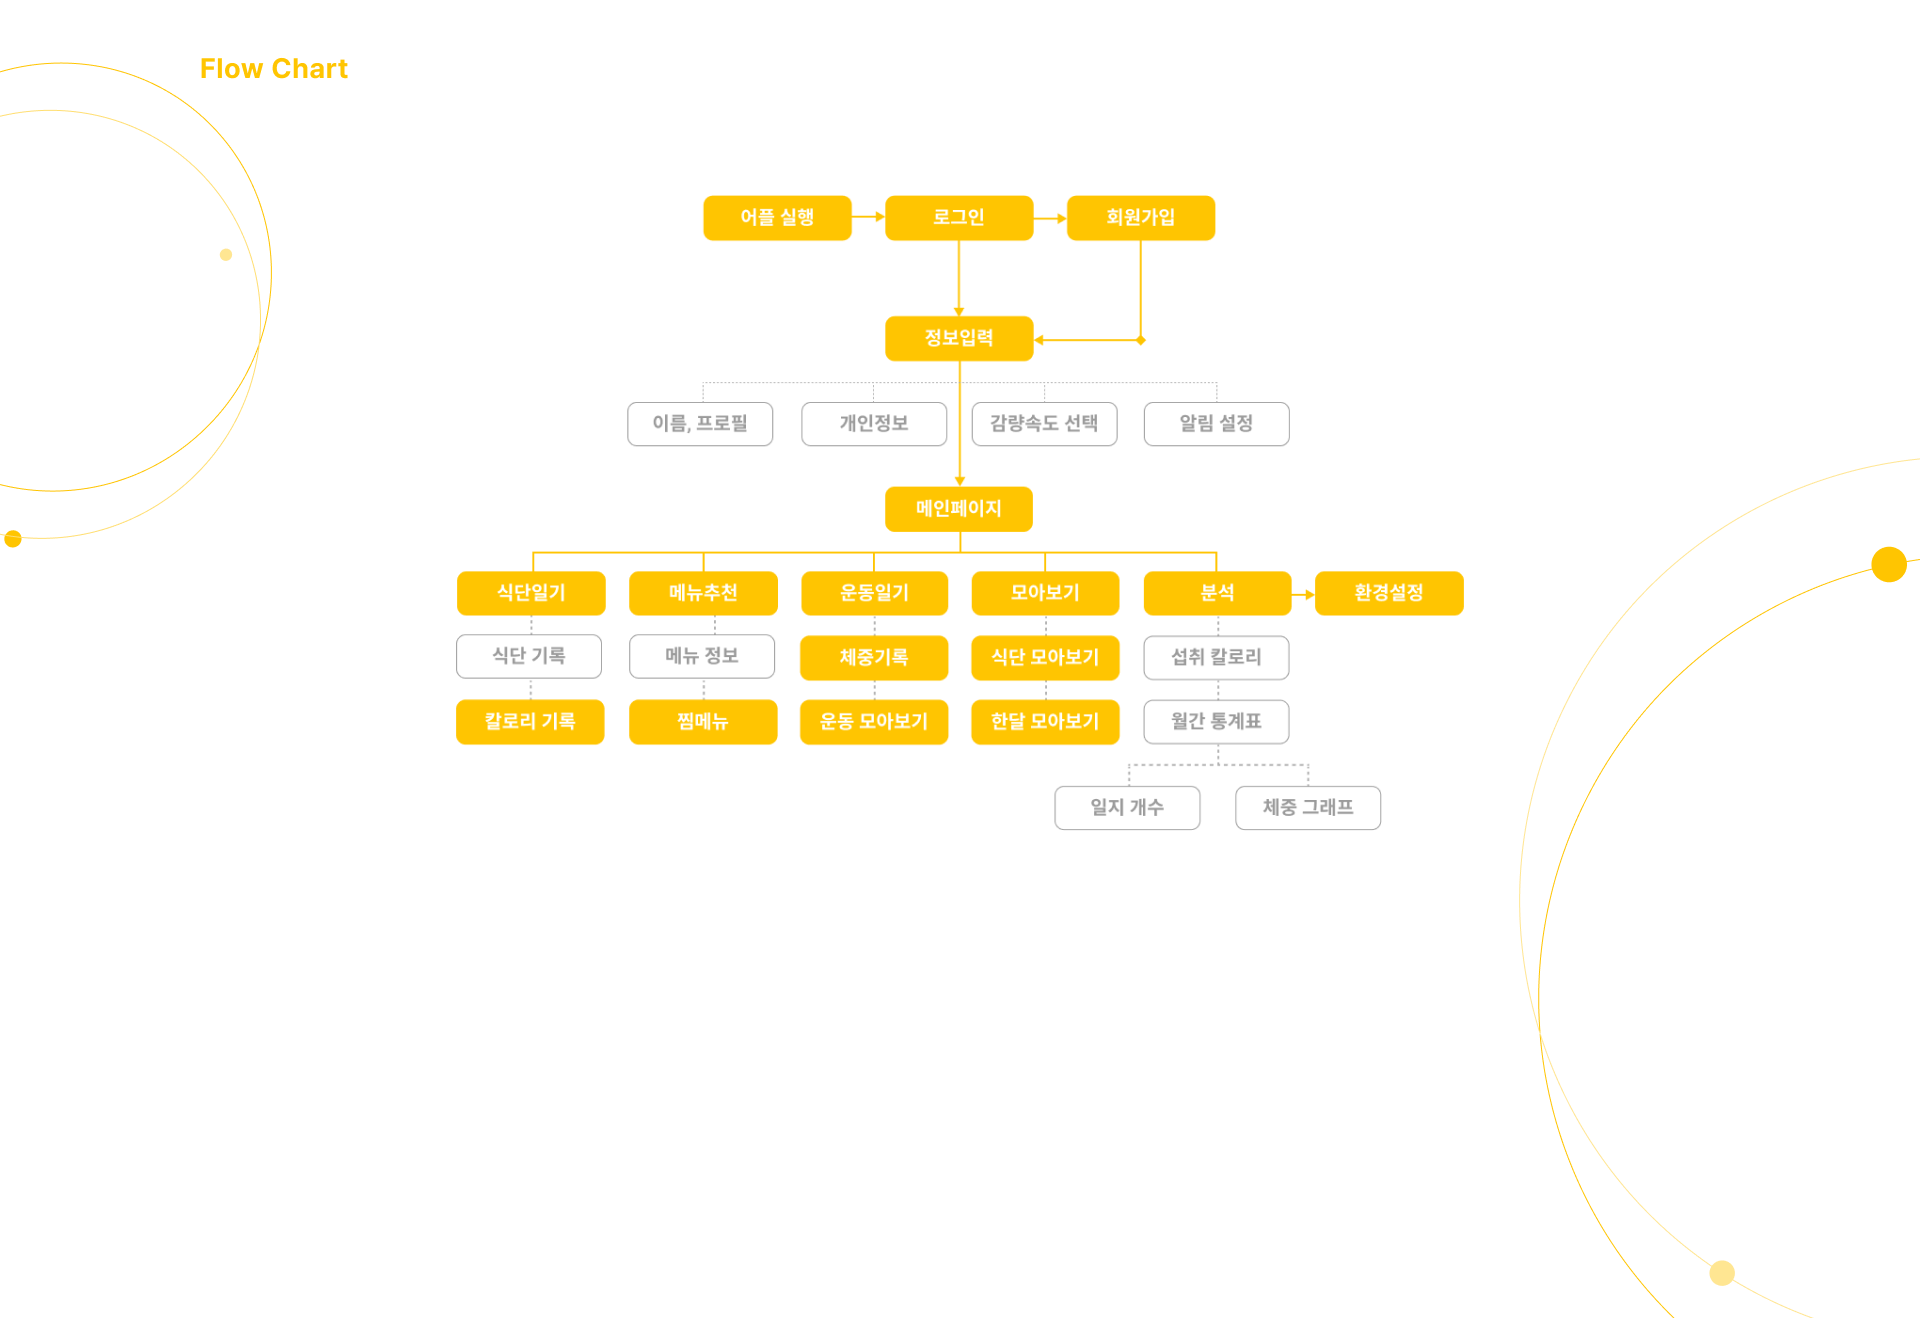 Flow Chart
어플 실행
로그인
회원가입
정보입력
이름, 프로필
개인정보
감량속도 선택
알림 설정
메인페이지
식단일기
메뉴추천
운동일기
모아보기
분석
환경설정
식단 기록
메뉴 정보
체중기록
식단 모아보기
섭취 칼로리
칼로리 기록
찜메뉴
운동 모아보기
한달 모아보기
월간 통계표
일지 개수
체중 그래프